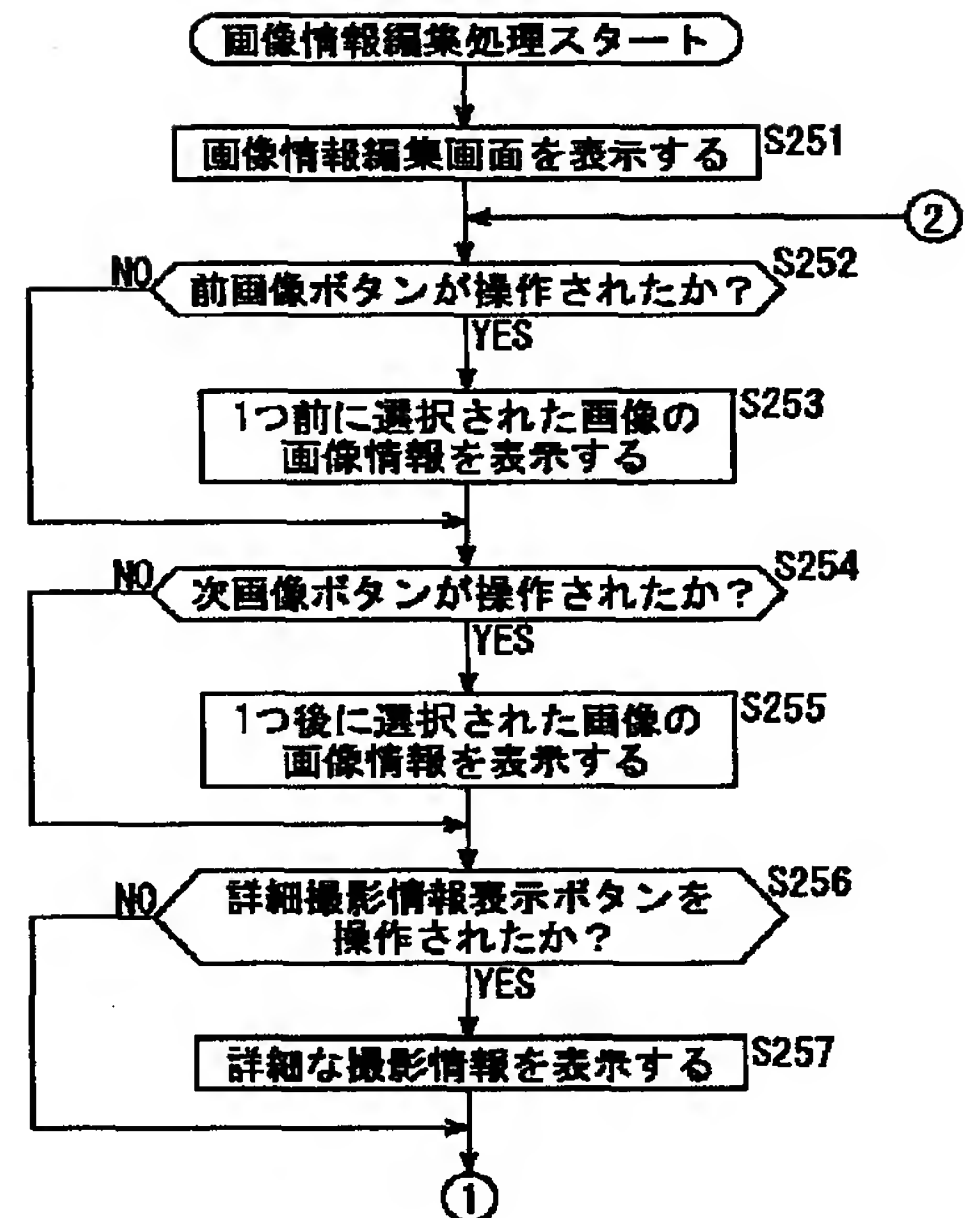 画像情報編集処理スタート
S251
画像情報編集画面を表示する
2
S252
NO
前画像ボタンが操作されたか？
YES
S253
1つ前に選択された画像の
画像情報を表示する
S254
NO
次画像ボタンが操作されたか？
YES
S255
1つ後に選択された画像の
画像情報を表示する
S256
NO
詳細撮影情報表示ボタンを
操作されたか？
YES
S257
詳細な撮影情報を表示する
1